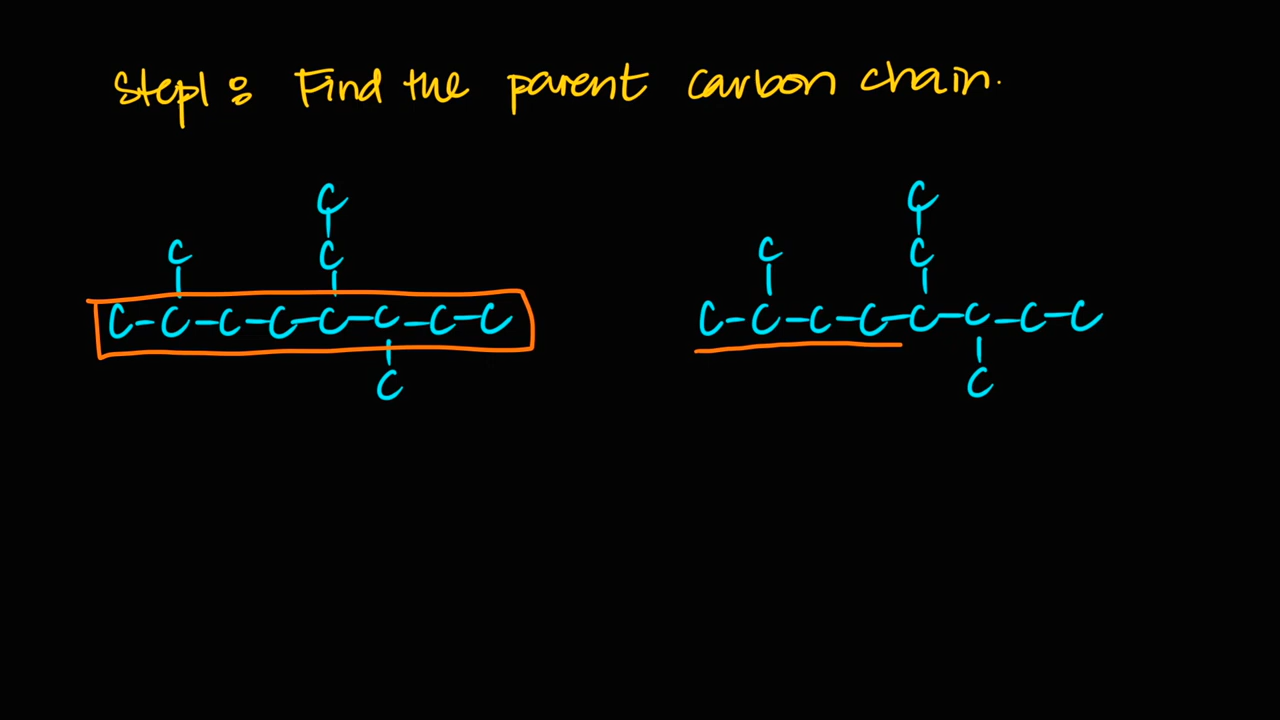 Step1: Find the parent carbon chain.
C C
C C C C
C-C-C-C-C-C-C-C C-C-C-C-C-C-C-C
C C